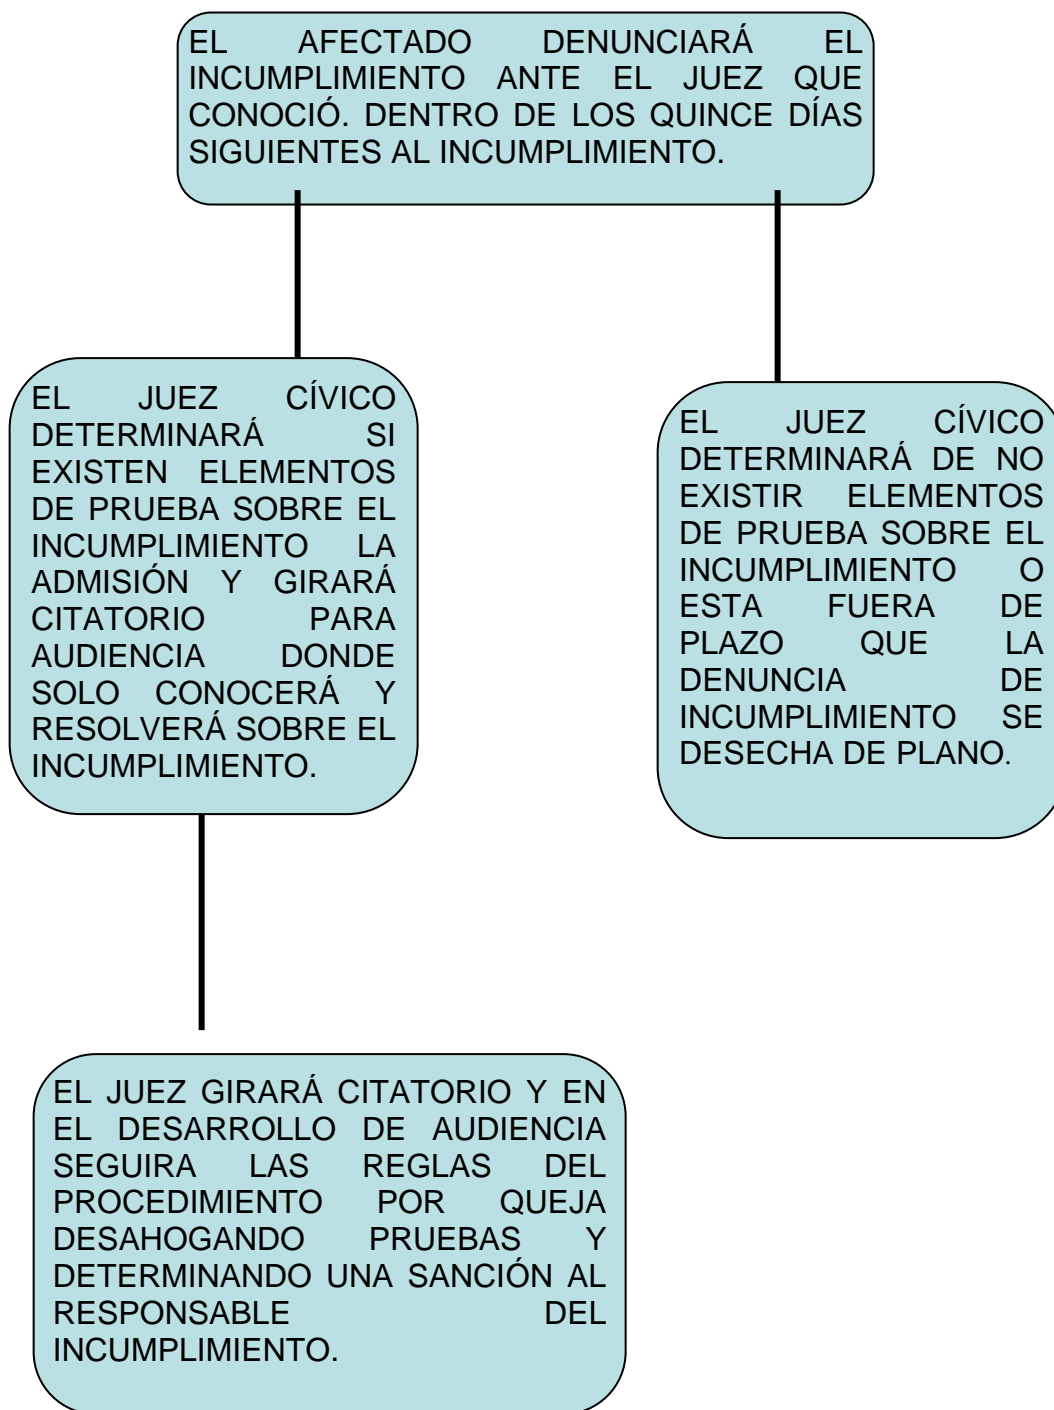 EL AFECTADO DENUNCIARÁ EL
INCUMPLIMIENTO ANTE EL JUEZ QUE
CONOCIÓ. DENTRO DE LOS QUINCE DÍAS
SIGUIENTES AL INCUMPLIMIENTO.
EL JUEZ CÍVICO
DETERMINARÁ SI
EXISTEN ELEMENTOS
DE PRUEBA SOBRE EL
INCUMPLIMIENTO LA
ADMISIÓN Y GIRARÁ
CITATORIO PARA
AUDIENCIA DONDE
SOLO CONOCERÁ Y
RESOLVERÁ SOBRE EL
INCUMPLIMIENTO.
EL JUEZ CÍVICO
DETERMINARÁ DE NO
EXISTIR ELEMENTOS
DE PRUEBA SOBRE EL
INCUMPLIMIENTO O
ESTA FUERA DE
PLAZO QUE LA
DENUNCIA DE
INCUMPLIMIENTO SE
DESECHA DE PLANO.
EL JUEZ GIRARÁ CITATORIO Y EN
EL DESARROLLO DE AUDIENCIA
SEGUIRA LAS REGLAS DEL
PROCEDIMIENTO POR QUEJA
DESAHOGANDO PRUEBAS Y
DETERMINANDO UNA SANCIÓN AL
RESPONSABLE DEL
INCUMPLIMIENTO.